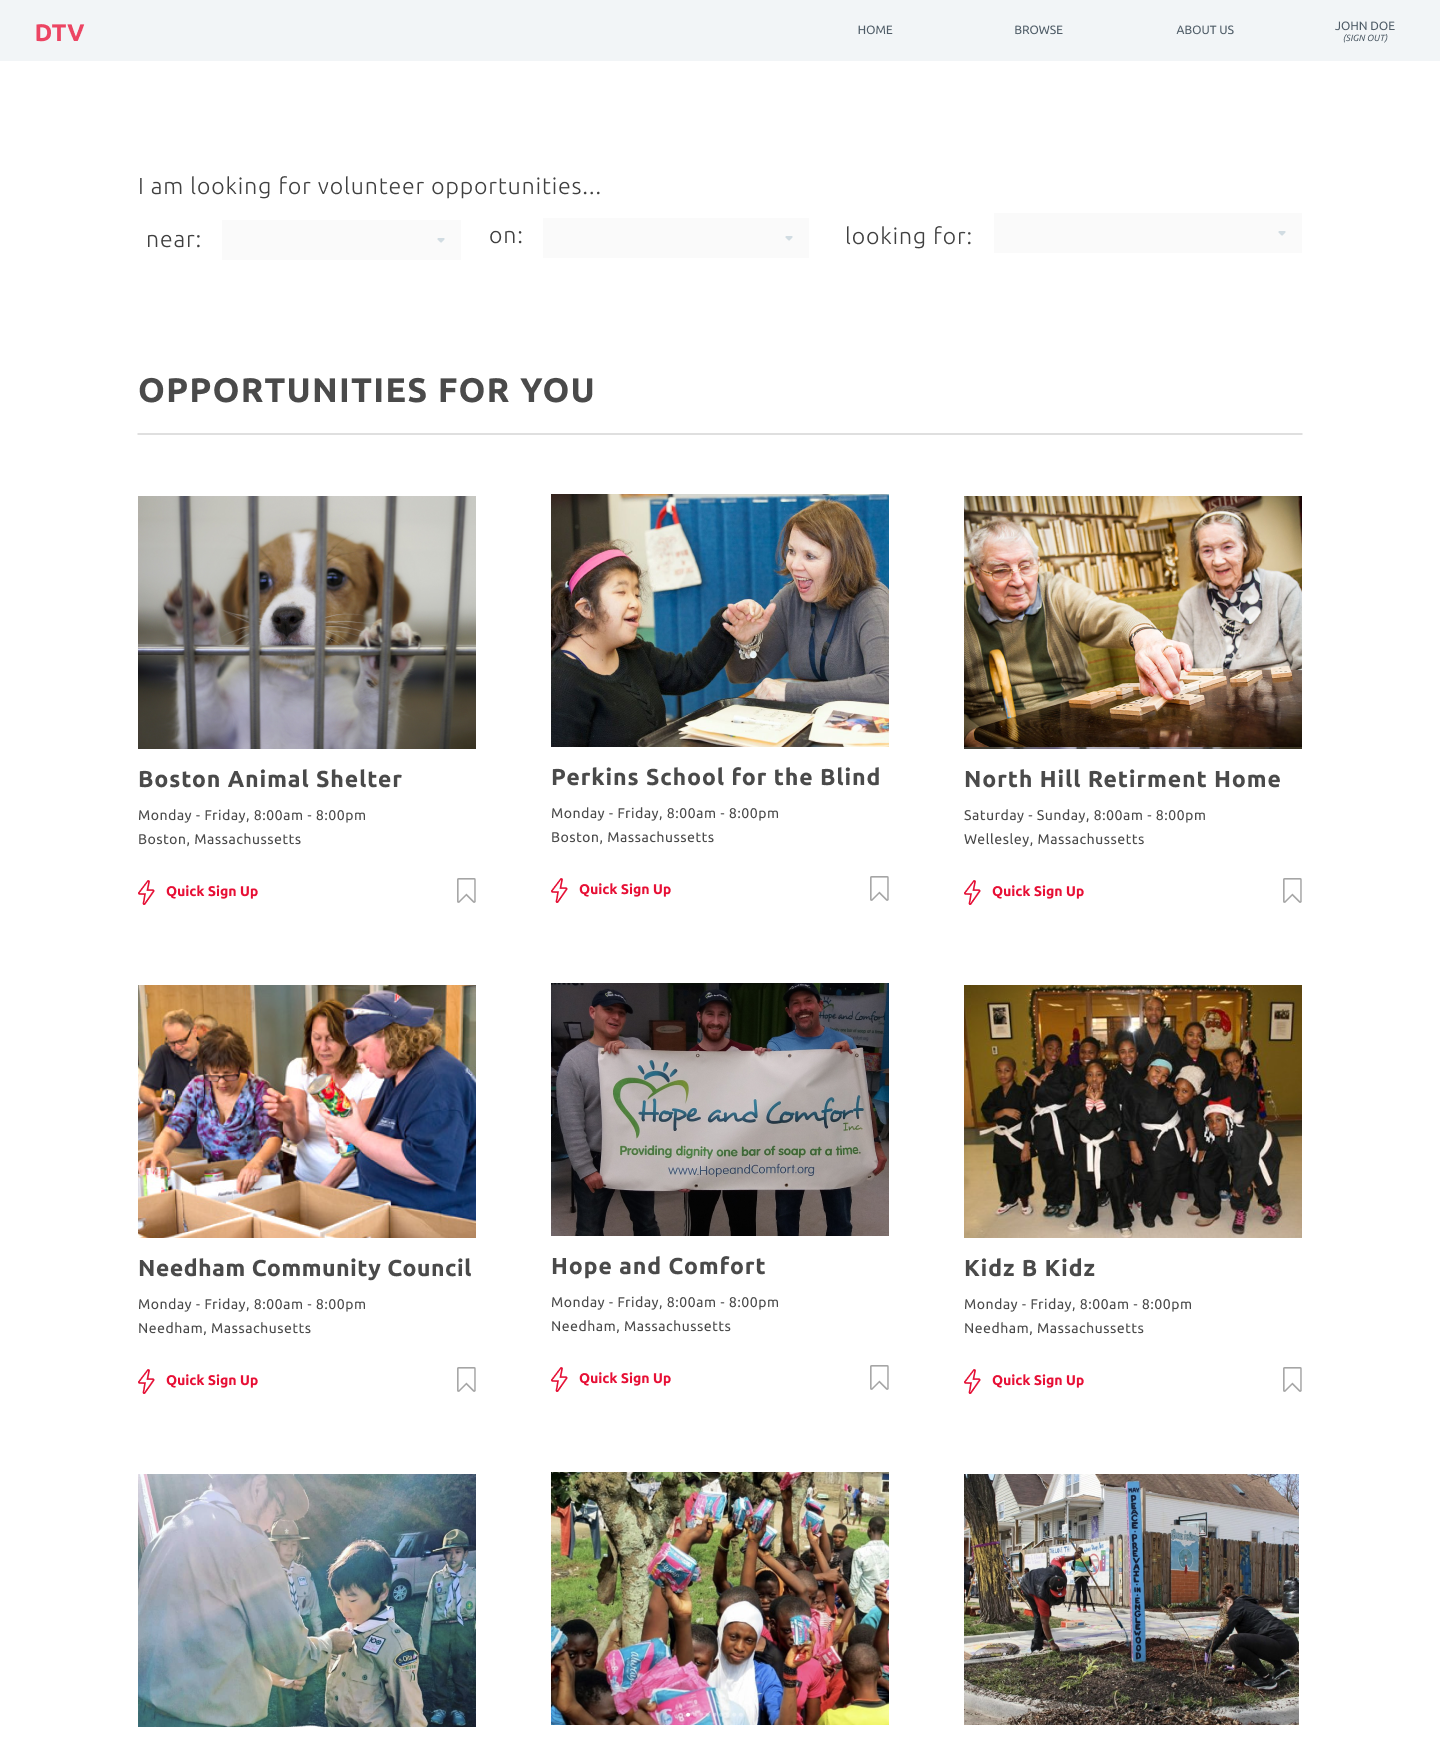 DTV
HOME
BROWSE
ABOUT US
JOHN DOE
(SIGN OUT)
I am looking for volunteer opportunities...
near:
on:
looking for:
OPPORTUNITIES FOR YOU
Boston Animal Shelter
Monday - Friday, 8:00am - 8:00pm
Boston, Massachussetts
Quick Sign Up
Perkins School for the Blind
Monday - Friday, 8:00am - 8:00pm
Boston, Massachussetts
Quick Sign Up
North Hill Retirment Home
Saturday - Sunday, 8:00am - 8:00pm
Wellesley, Massachussetts
Quick Sign Up
Hope and Comfort
Hope and Comfort
Inc.
Providing dignity one bar of soap at a time.
www.HopeandComfort.org
Needham Community Council
Monday - Friday, 8:00am - 8:00pm
Needham, Massachusetts
Quick Sign Up
Hope and Comfort
Monday - Friday, 8:00am - 8:00pm
Needham, Massachussetts
Quick Sign Up
Kidz B Kidz
Monday - Friday, 8:00am - 8:00pm
Needham, Massachussetts
Quick Sign Up
MAY PEACE PREVAIL IN ENGLEWOOD